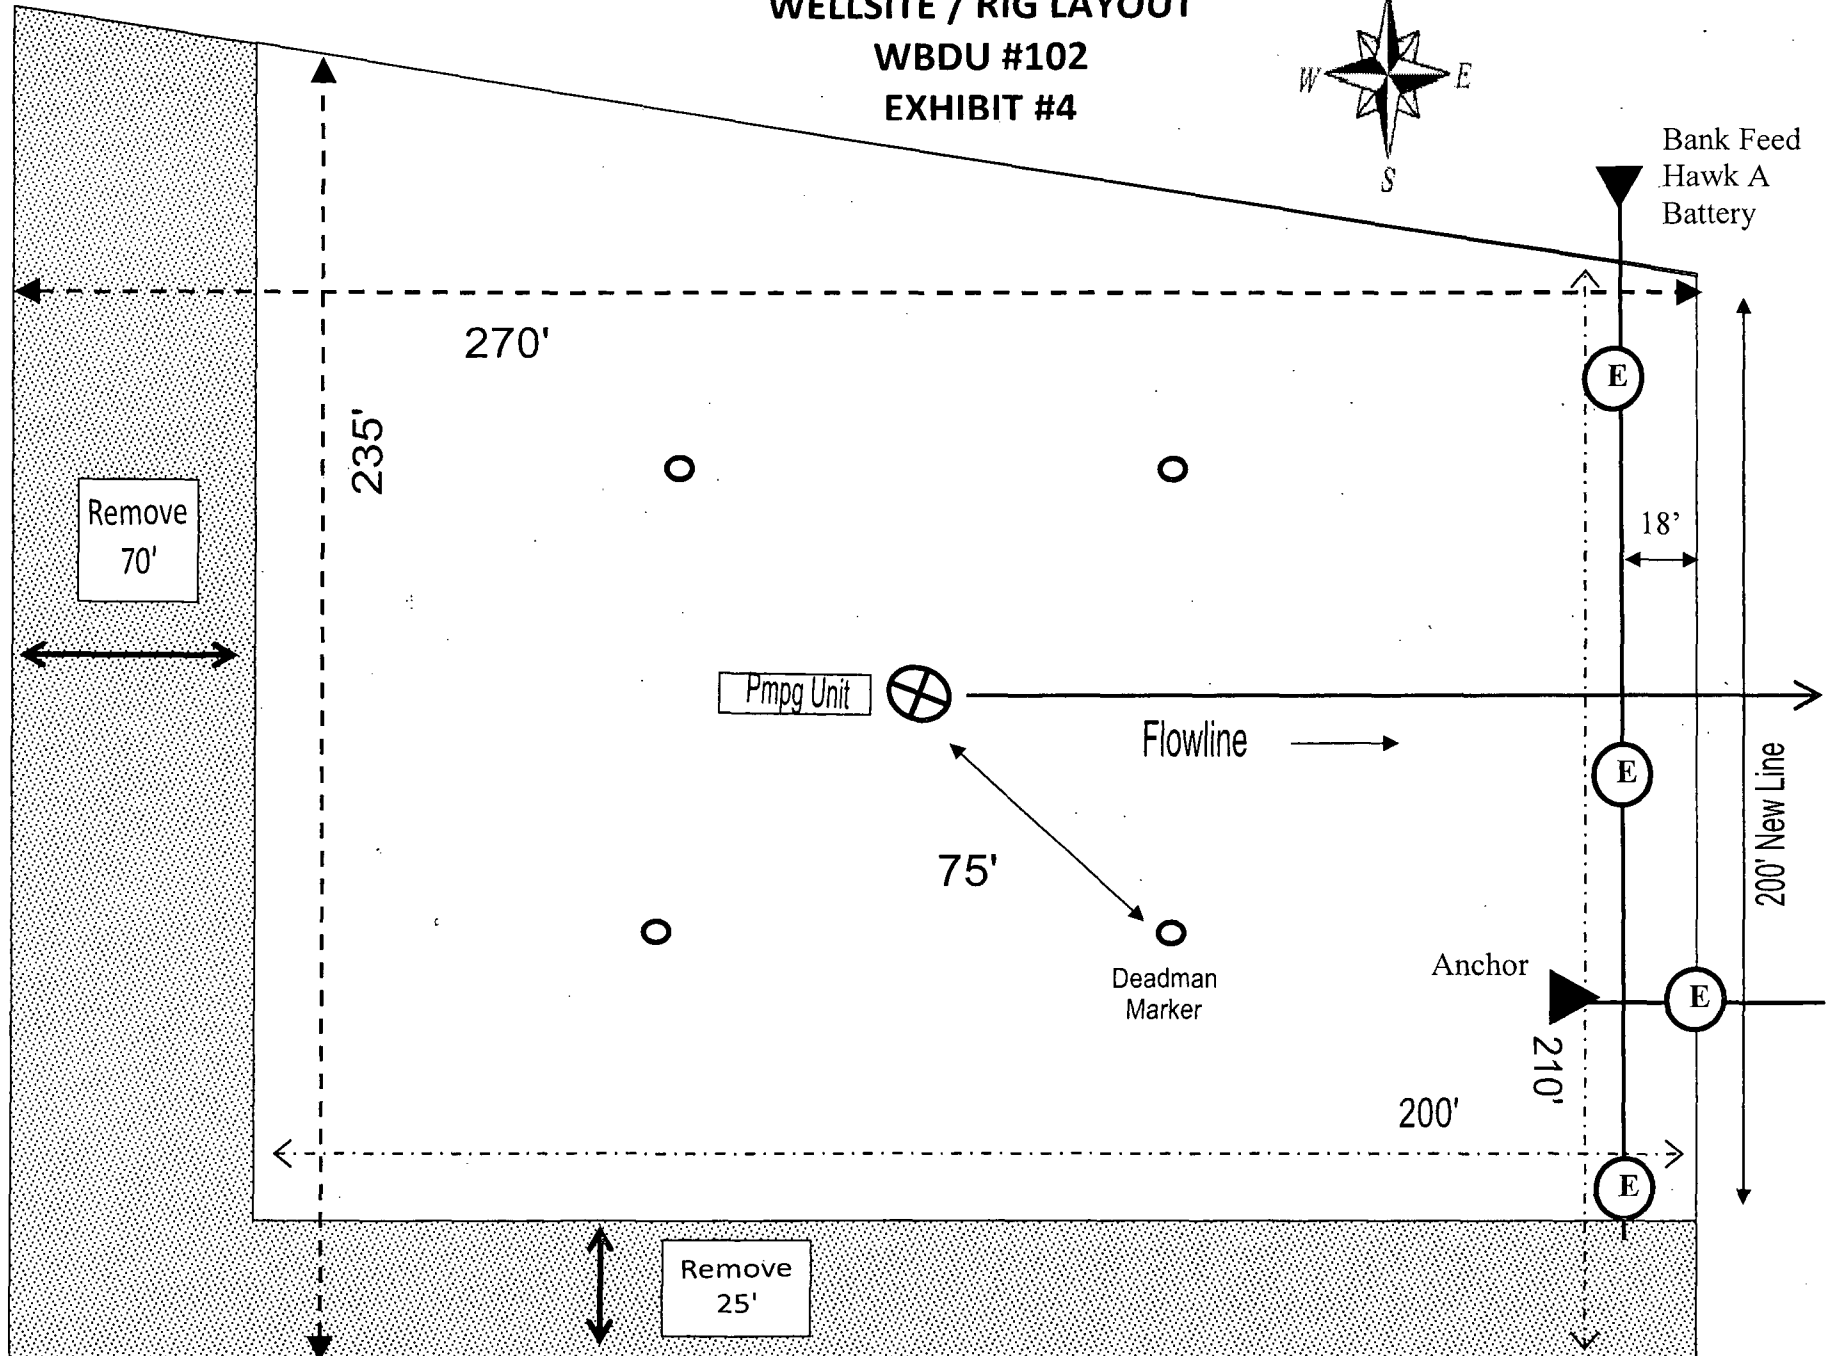 WELLSITE / RIG LAYOUT
WBDU #102
EXHIBIT #4
W
E
S
Bank Feed
Hawk A
Battery
270'
E
235'
Remove
70'
18'
Pmpg Unit
Flowline
E
200' New Line
75'
Anchor
Deadman
Marker
E
210'
200'
E
Remove
25'